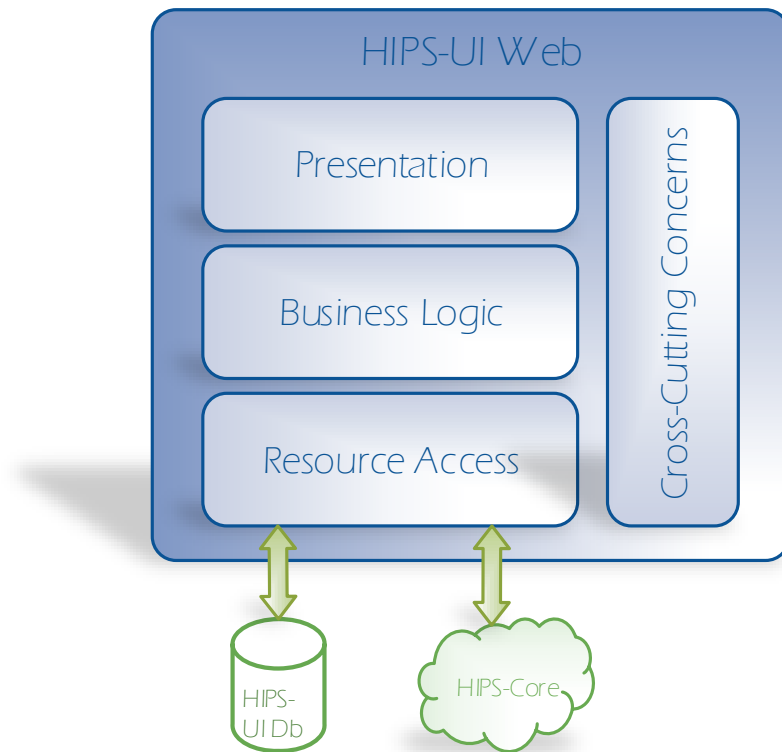 HIPS-UI Web
Presentation
Business Logic
Resource Access
Cross-Cutting Concerns
HIPS-
UI Db
HIPS-Core